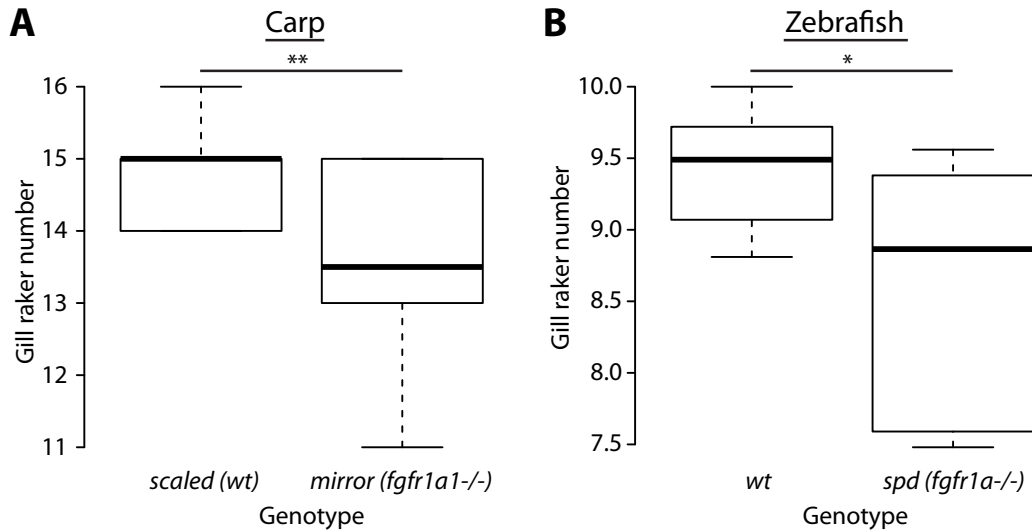 A
Carp
**
16
15
14
13
12
11
Gill raker number
scaled (wt)
mirror (fgfr1a1-/-)
Genotype
B
Zebrafish
*
10.0
9.5
9.0
8.5
8.0
7.5
Gill raker number
wt
spd (fgfr1a-/-)
Genotype